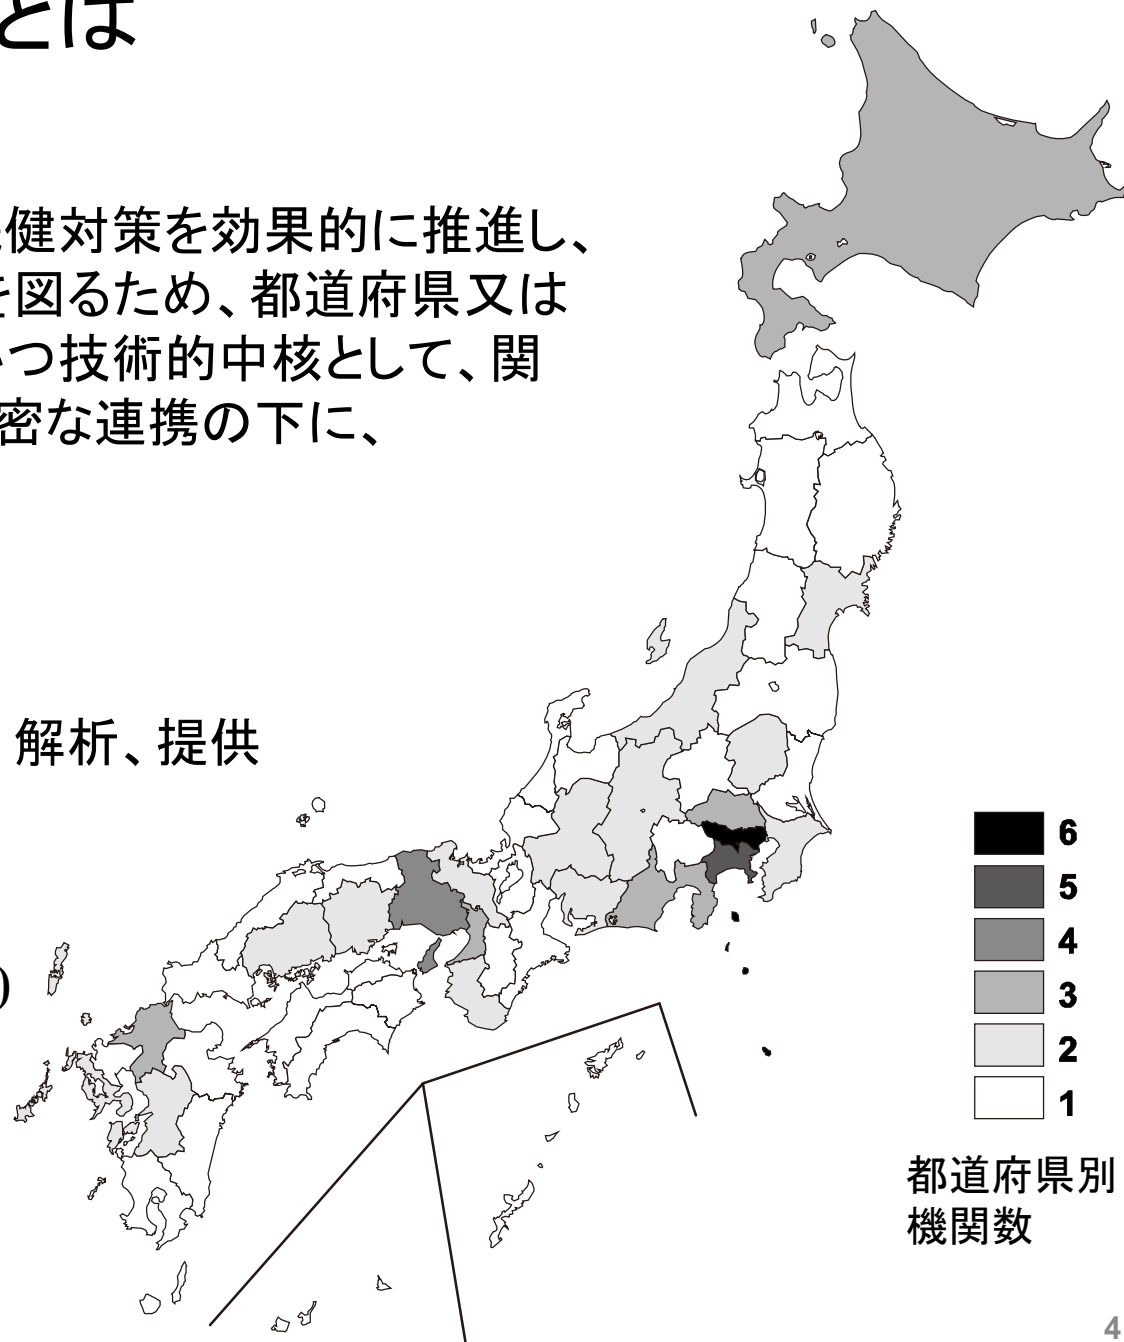 とは
健対策を効果的に推進し、
を図るため、都道府県又は
つ技術的中核として、関
密な連携の下に、
解析、提供
)
6
5
4
3
2
1
都道府県別
機関数
4